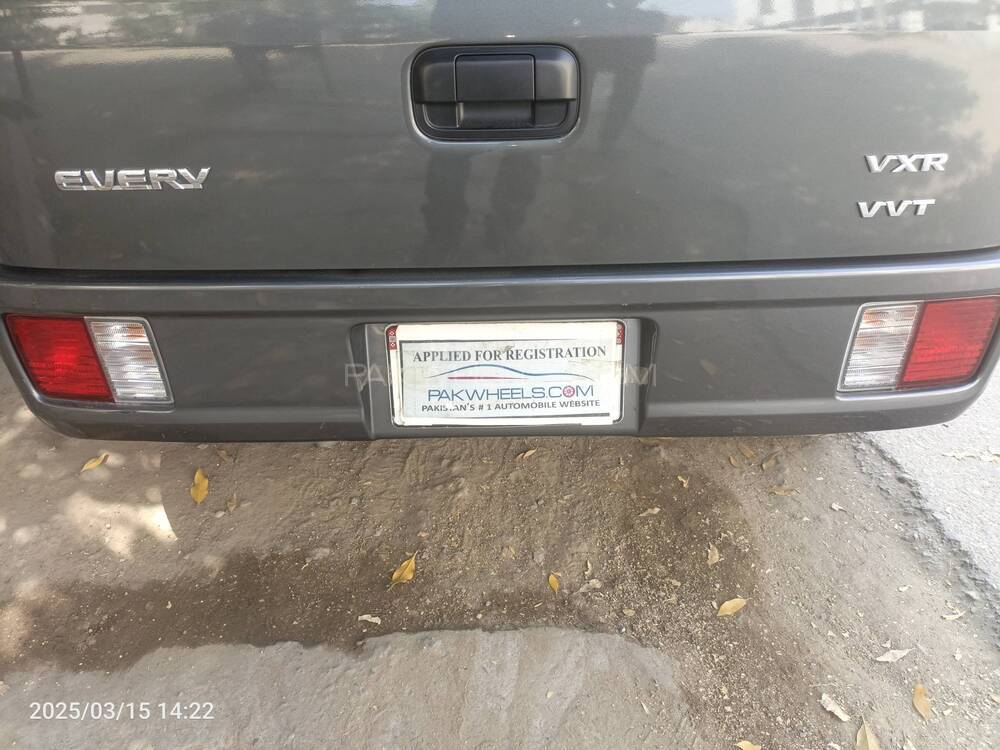 EVERY
VXR
VVT
APPLIED FOR REGISTRATION
PAKWHEELS.COM
PAKISTAN'S # 1 AUTOMOBILE WEBSITE
2025/03/15 14:22